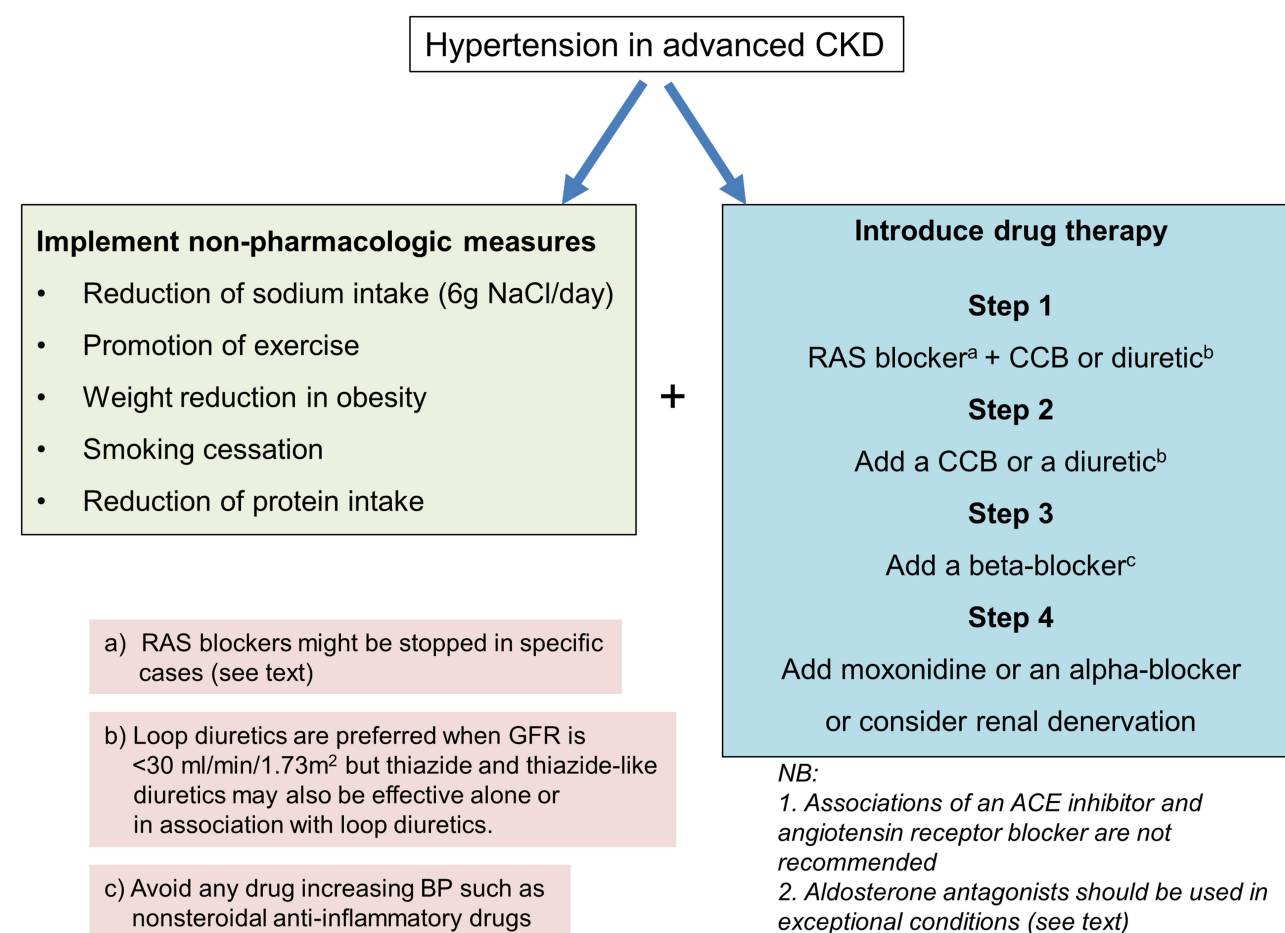 Hypertension in advanced CKD
Implement non-pharmacologic measures
• Reduction of sodium intake (6g NaCl/day)
• Promotion of exercise
• Weight reduction in obesity
• Smoking cessation
• Reduction of protein intake
+
Introduce drug therapy
Step 1
RAS blockerᵃ + CCB or diureticᵇ
Step 2
Add a CCB or a diureticᵇ
Step 3
Add a beta-blockerᶜ
Step 4
Add moxonidine or an alpha-blocker
or consider renal denervation
a) RAS blockers might be stopped in specific
cases (see text)
b) Loop diuretics are preferred when GFR is
<30 ml/min/1.73m² but thiazide and thiazide-like
diuretics may also be effective alone or
in association with loop diuretics.
c) Avoid any drug increasing BP such as
nonsteroidal anti-inflammatory drugs
NB:
1. Associations of an ACE inhibitor and
angiotensin receptor blocker are not
recommended
2. Aldosterone antagonists should be used in
exceptional conditions (see text)